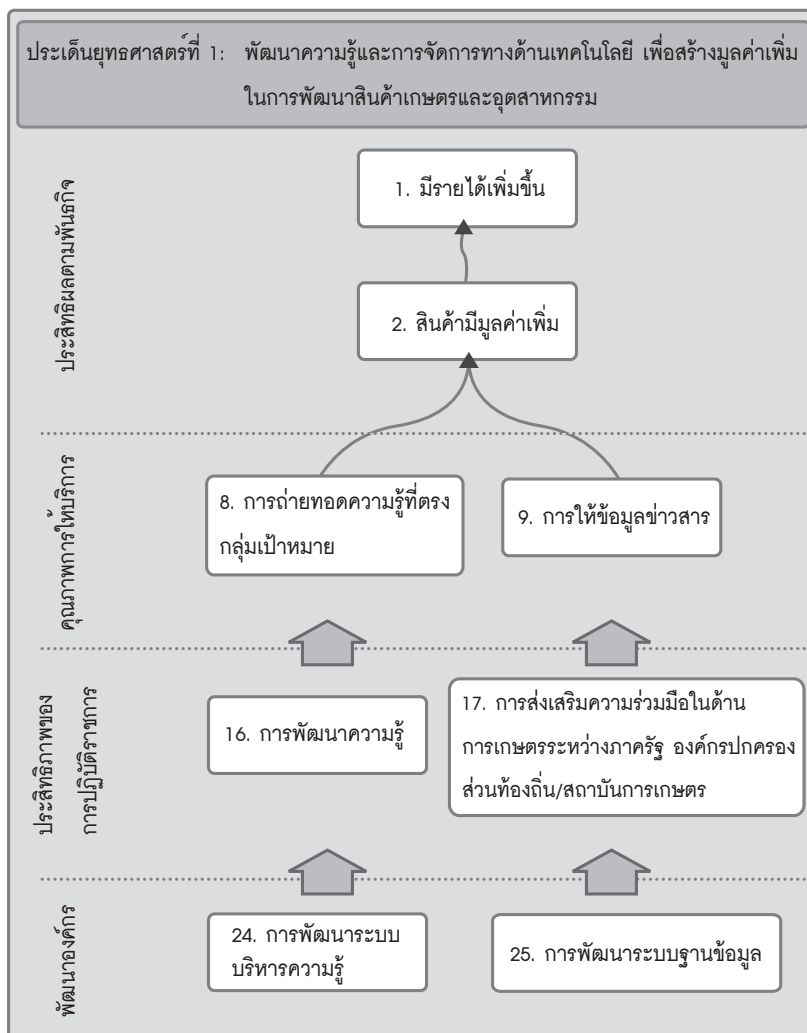 ประเด็นยุทธศาสตร์ที่ 1: พัฒนาความรู้และการจัดการทางด้านเทคโนโลยี เพื่อสร้างมูลค่าเพิ่ม
ในการพัฒนาสินค้าเกษตรและอุตสาหกรรม
ประสิทธิผลตามพันธกิจ
1. มีรายได้เพิ่มขึ้น
2. สินค้ามีมูลค่าเพิ่ม
คุณภาพการให้บริการ
8. การถ่ายทอดความรู้ที่ตรง
กลุ่มเป้าหมาย
9. การให้ข้อมูลข่าวสาร
ประสิทธิภาพของ
การปฏิบัติราชการ
16. การพัฒนาความรู้
17. การส่งเสริมความร่วมมือในด้าน
การเกษตรระหว่างภาครัฐ องค์กรปกครอง
ส่วนท้องถิ่น/สถาบันการเกษตร
พัฒนาองค์กร
24. การพัฒนาระบบ
บริหารความรู้
25. การพัฒนาระบบฐานข้อมูล